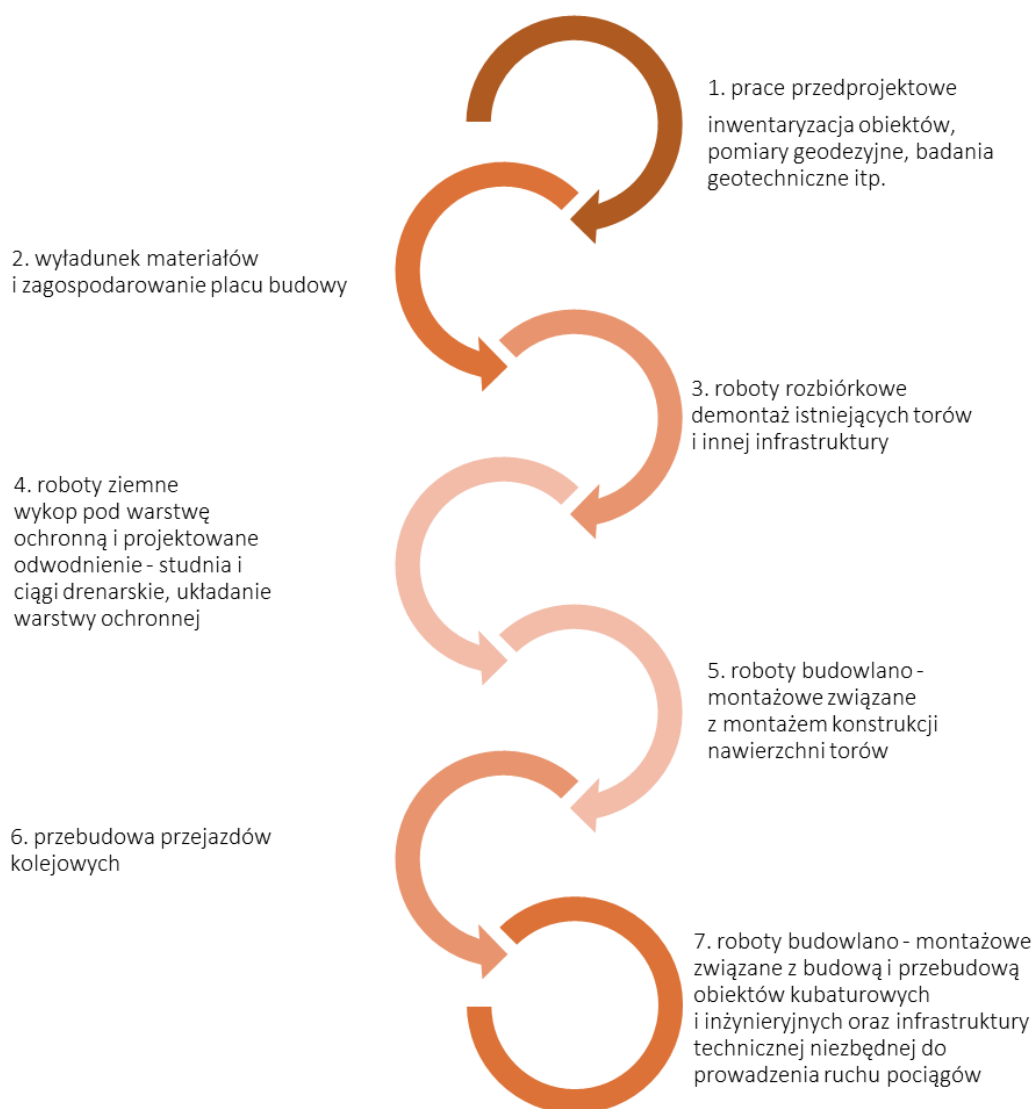 1. prace przedprojektowe
inwentaryzacja obiektów,
pomiary geodezyjne, badania
geotechniczne itp.
2. wyładunek materiałów
i zagospodarowanie placu budowy
3. roboty rozbiórkowe
demontaż istniejących torów
i innej infrastruktury
4. roboty ziemne
wykop pod warstwę
ochronną i projektowane
odwodnienie - studnia i
ciągi drenarskie, układanie
warstwy ochronnej
5. roboty budowlano -
montażowe związane
z montażem konstrukcji
nawierzchni torów
6. przebudowa przejazdów
kolejowych
7. roboty budowlano - montażowe
związane z budową i przebudową
obiektów kubaturowych
i inżynieryjnych oraz infrastruktury
technicznej niezbędnej do
prowadzenia ruchu pociągów